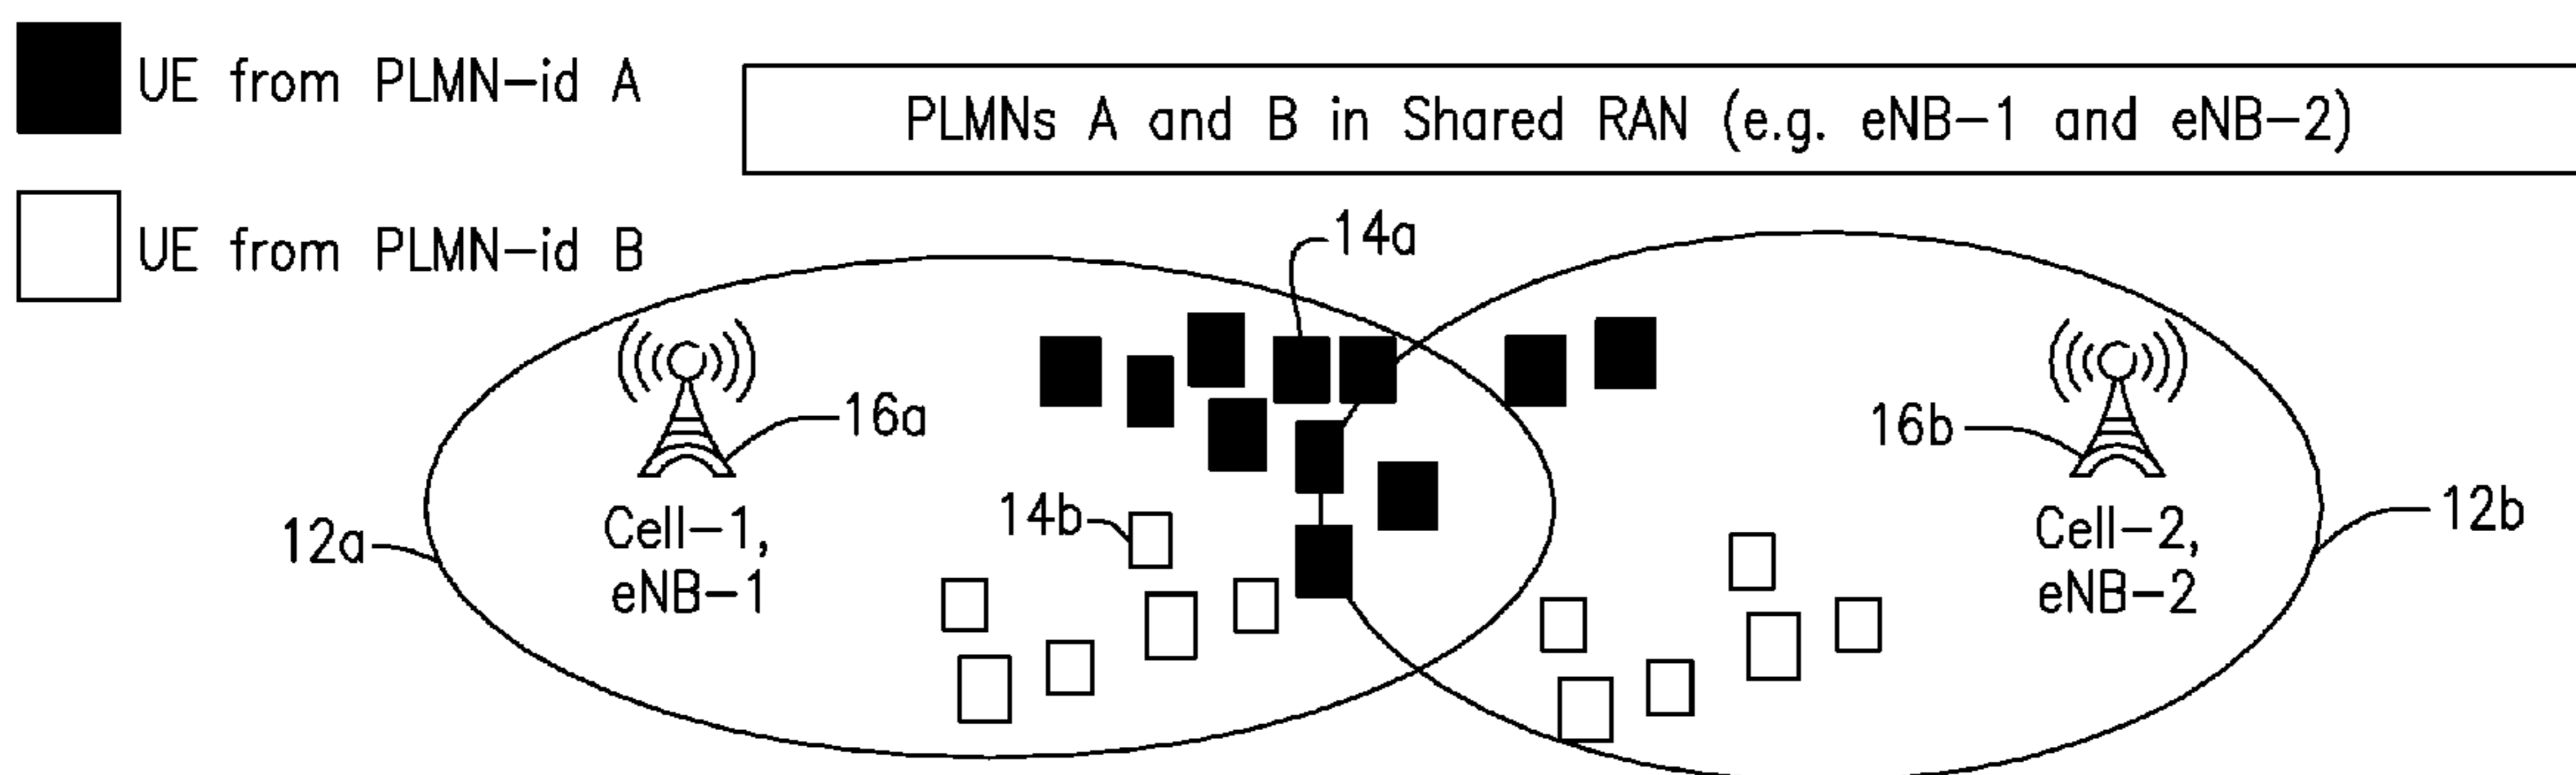 UE from PLMN-id A
PLMNs A and B in Shared RAN (e.g. eNB-1 and eNB-2)
UE from PLMN-id B
14a
16a
16b
14b
12a
Cell-1,
eNB-1
Cell-2,
eNB-2
12b